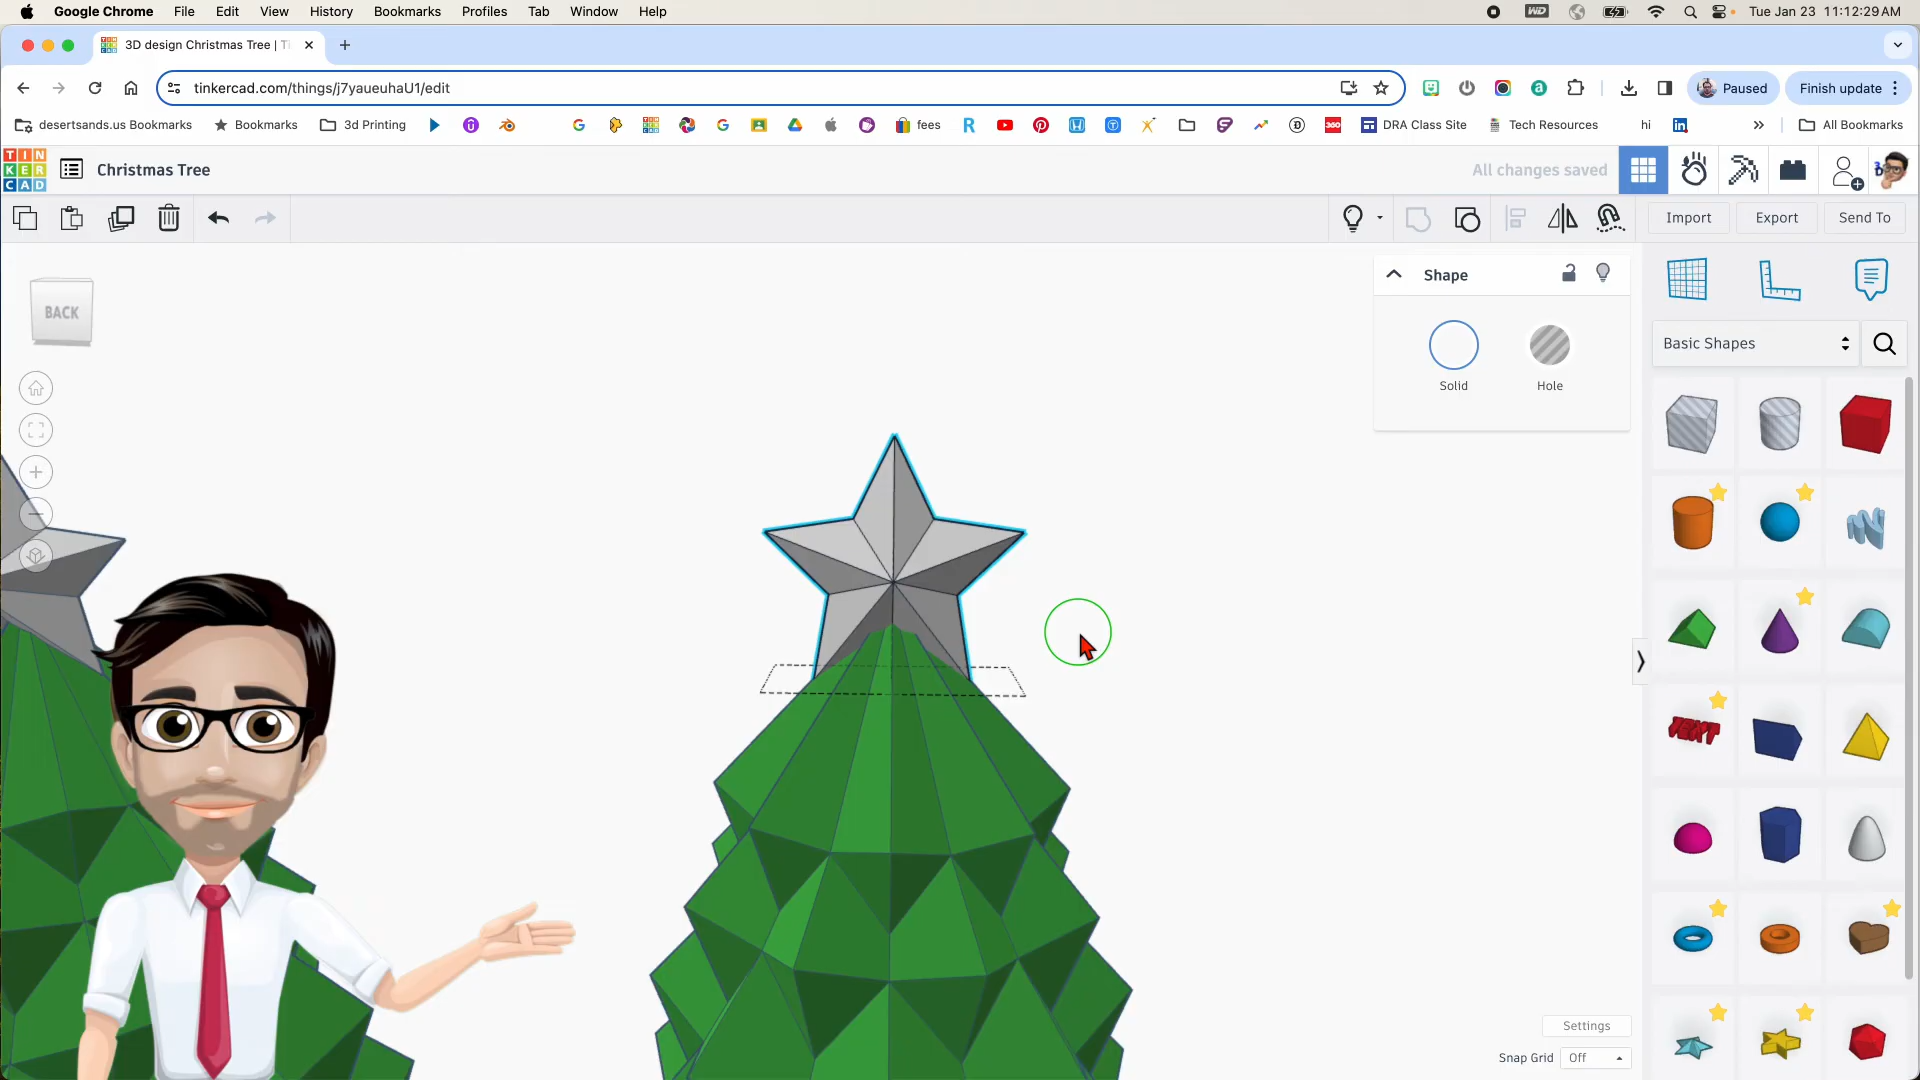 Google Chrome File Edit View History Bookmarks Profiles Tab Window Help WD Tue Jan 23 11:12:29 AM
3D design Christmas Tree | Ti
tinkercad.com/things/j7yaueuhaU1/edit Paused Finish update
desertsands.us Bookmarks Bookmarks 3d Printing fees DRA Class Site Tech Resources hi All Bookmarks
TIN
KER
CAD
Christmas Tree All changes saved
Import Export Send To
BACK
Shape
Solid Hole
Basic Shapes
TEXT
Settings
Snap Grid Off